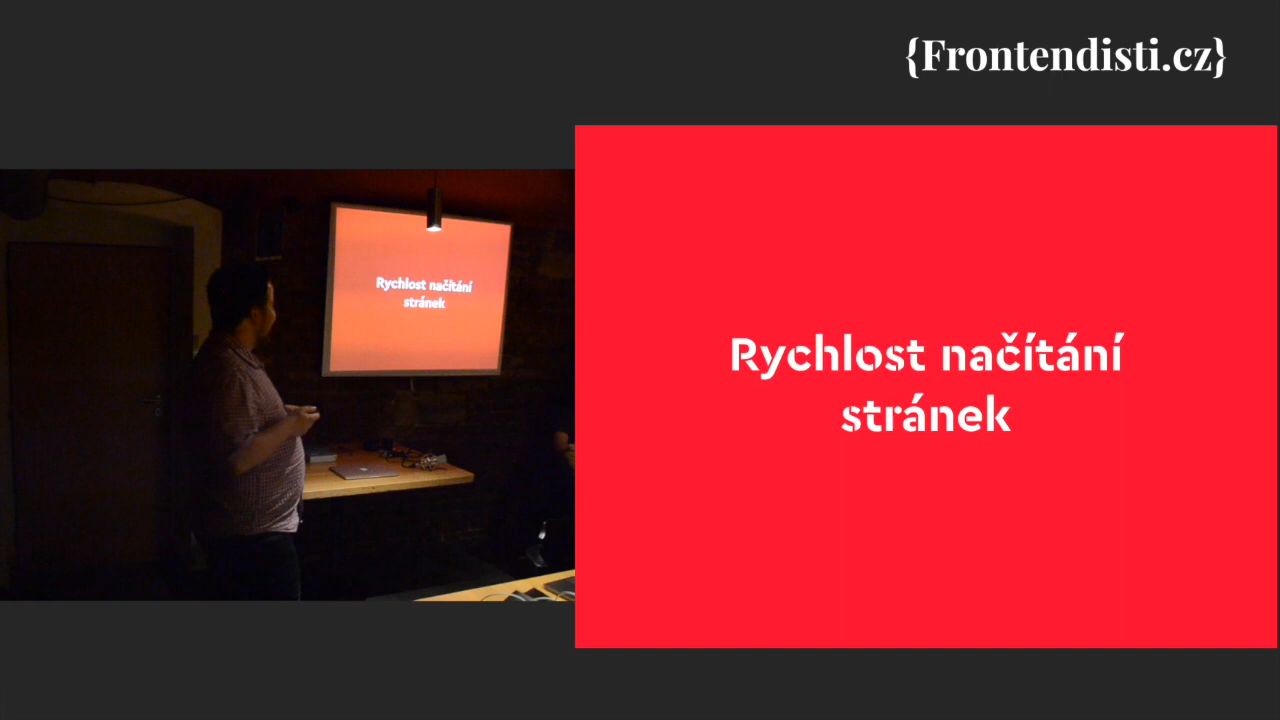 {Frontendisti.cz}
Rychlost načítání
stránek
Rychlost načítání
stránek